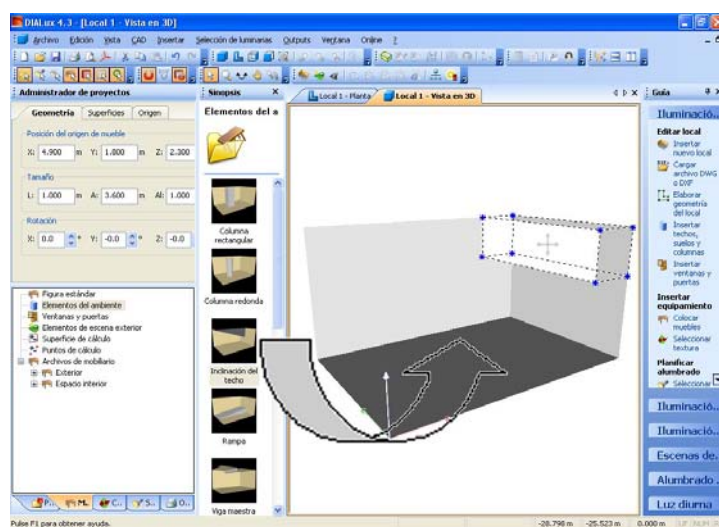 DIALux 4.3 - [Local 1 - Vista en 3D]
Archivo Edición Vista CAD Insertar Selección de luminarias Outputs Ventana Online ?
Administrador de proyectos
Geometría Superficies Origen
Posición del origen de mueble
X: 4.900 m Y: 1.800 m Z: 2.300
Tamaño
L: 1.000 m A: 3.600 m Al: 1.000
Rotación
X: 0.0 ° Y: -0.0 ° Z: -0.0
Figura estándar
Elementos del ambiente
Ventanas y puertas
Elementos de escena exterior
Superficie de cálculo
Puntos de cálculo
Archivos de mobiliario
Exterior
Espacio interior
P... M... C... S... O...
Pulse F1 para obtener ayuda.
Sinopsis
Elementos del a
Columna
rectangular
Columna redonda
Inclinación del
techo
Rampa
Viga maestra
Local 1 - Planta
Local 1 - Vista en 3D
Guía
Iluminació...
Editar local
Insertar
nuevo local
Cargar
archivo DWG
o DXF
Elaborar
geometría
del local
Insertar
techos,
suelos y
columnas
Insertar
ventanas y
puertas
Insertar
equipamiento
Colocar
muebles
Seleccionar
textura
Planificar
alumbrado
Seleccionar
Iluminació...
Iluminació...
Escenas de...
Alumbrado
Luz diurna
-28.798 m -25.523 m 0.000 m